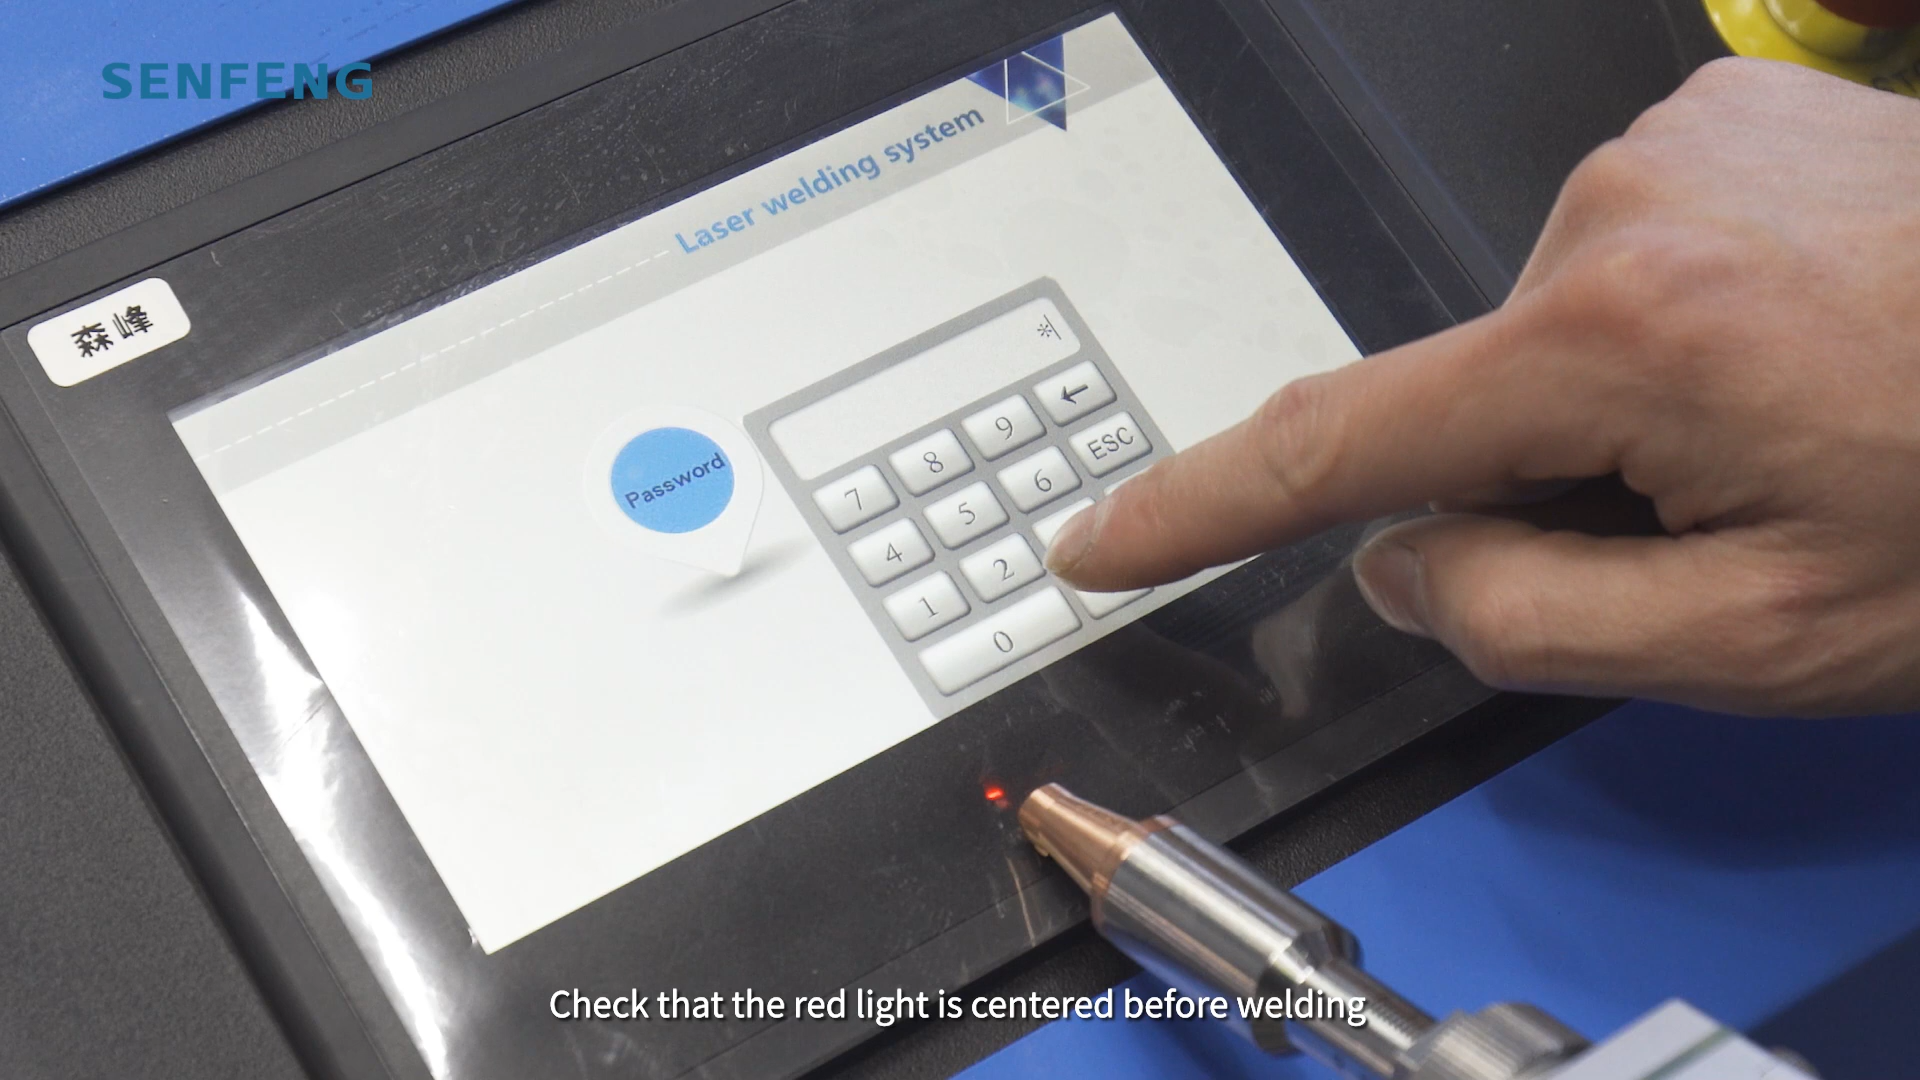 SENFENG
Laser welding system
森峰
*
Password
7 8 9 ←
4 5 6 ESC
1 2
0
Check that the red light is centered before welding